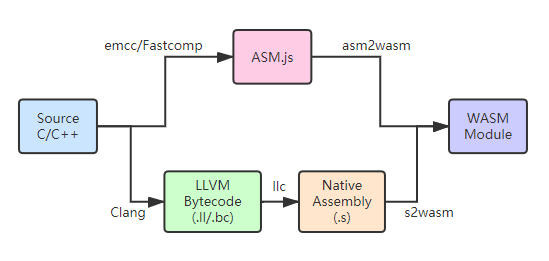 emcc/Fastcomp
ASM.js
asm2wasm
Source
C/C++
WASM
Module
Clang
LLVM
Bytecode
(.ll/.bc)
llc
Native
Assembly
(.s)
s2wasm